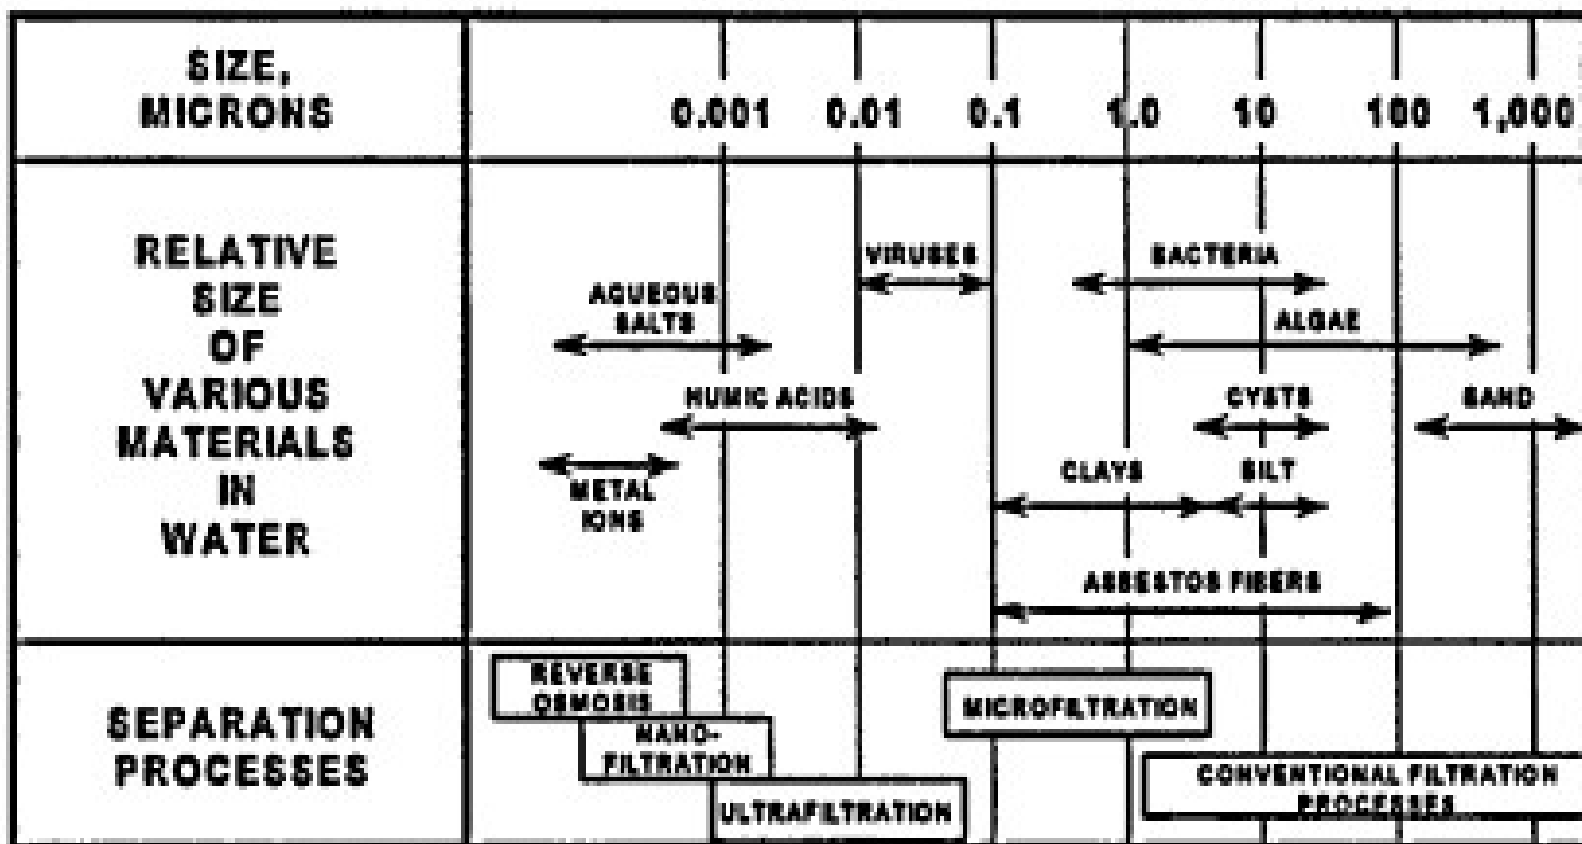 SIZE,
MICRONS
0.001 0.01 0.1 1.0 10 100 1,000
RELATIVE
SIZE
OF
VARIOUS
MATERIALS
IN
WATER
VIRUSES
BACTERIA
AQUEOUS
SALTS
ALGAE
HUMIC ACIDS
CYSTS
SAND
METAL
IONS
CLAYS
SILT
ASBESTOS FIBERS
SEPARATION
PROCESSES
REVERSE
OSMOSIS
NANO-
FILTRATION
ULTRAFILTRATION
MICROFILTRATION
CONVENTIONAL FILTRATION
PROCESSES